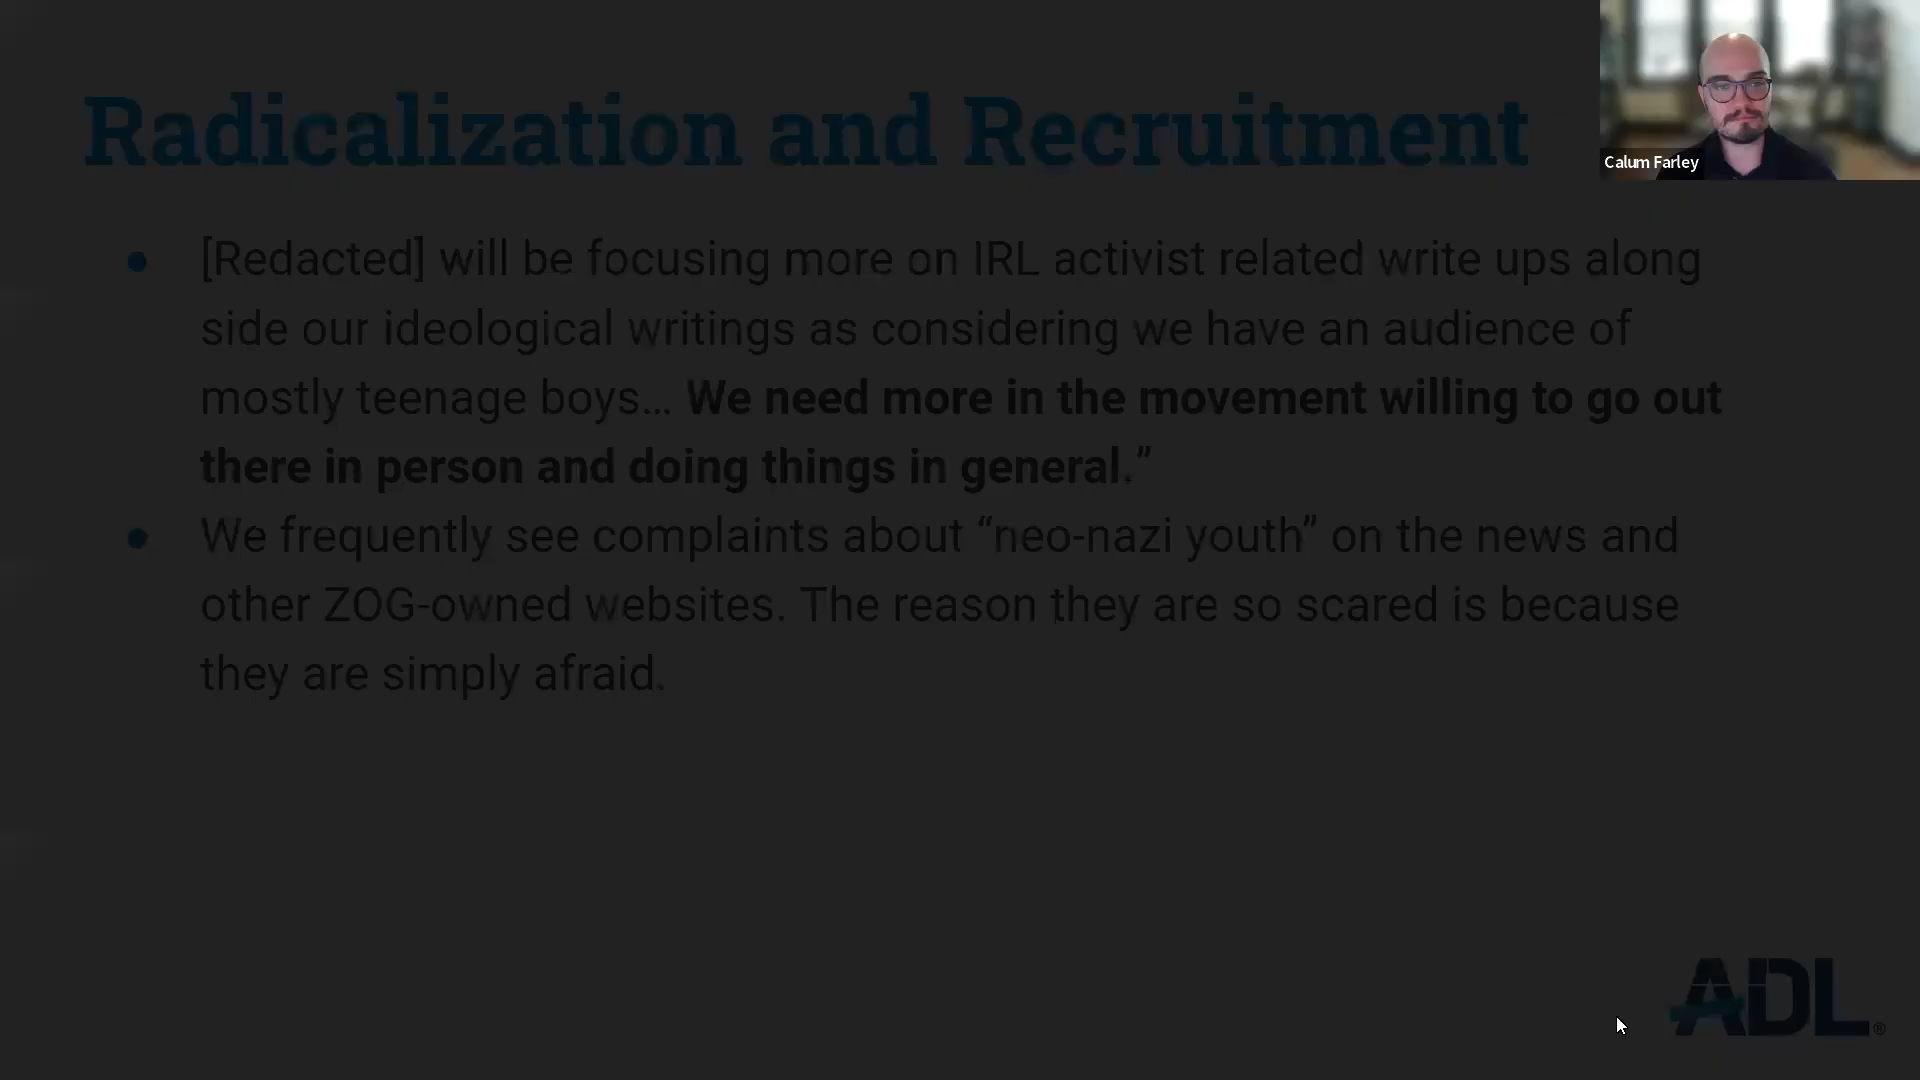 Radicalization and Recruitment
Calum Farley
[Redacted] will be focusing more on IRL activist related write ups along
side our ideological writings as considering we have an audience of
mostly teenage boys… We need more in the movement willing to go out
there in person and doing things in general.”
We frequently see complaints about “neo-nazi youth” on the news and
other ZOG-owned websites. The reason they are so scared is because
they are simply afraid.
ADL®